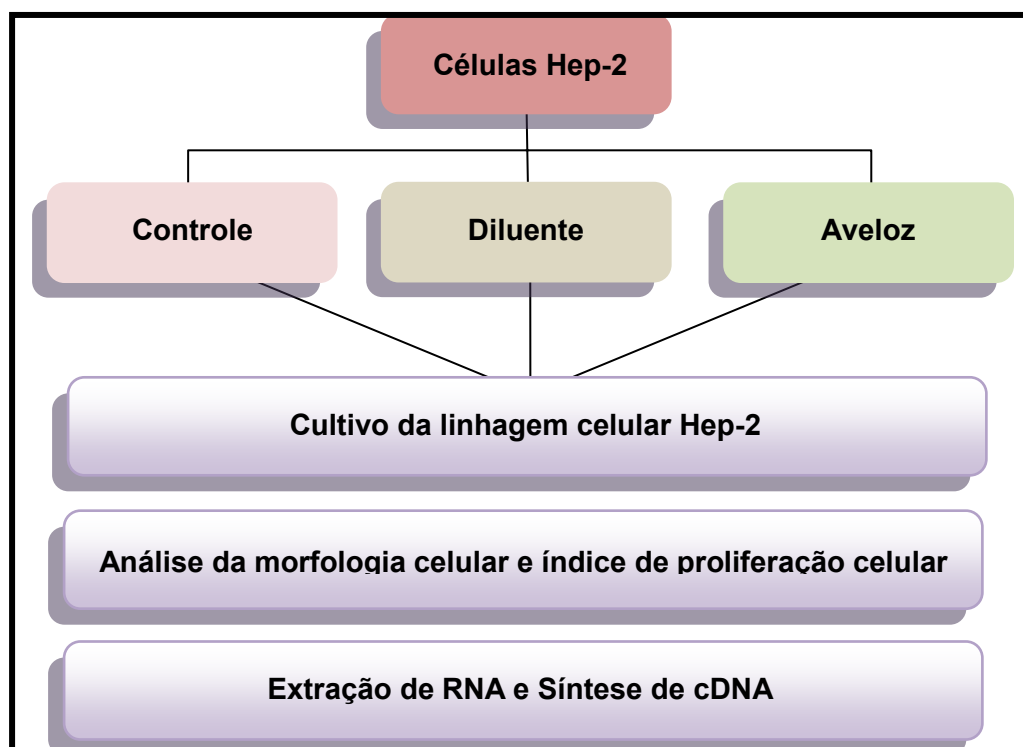 Células Hep-2
Controle
Diluente
Aveloz
Cultivo da linhagem celular Hep-2
Análise da morfologia celular e índice de proliferação celular
Extração de RNA e Síntese de cDNA